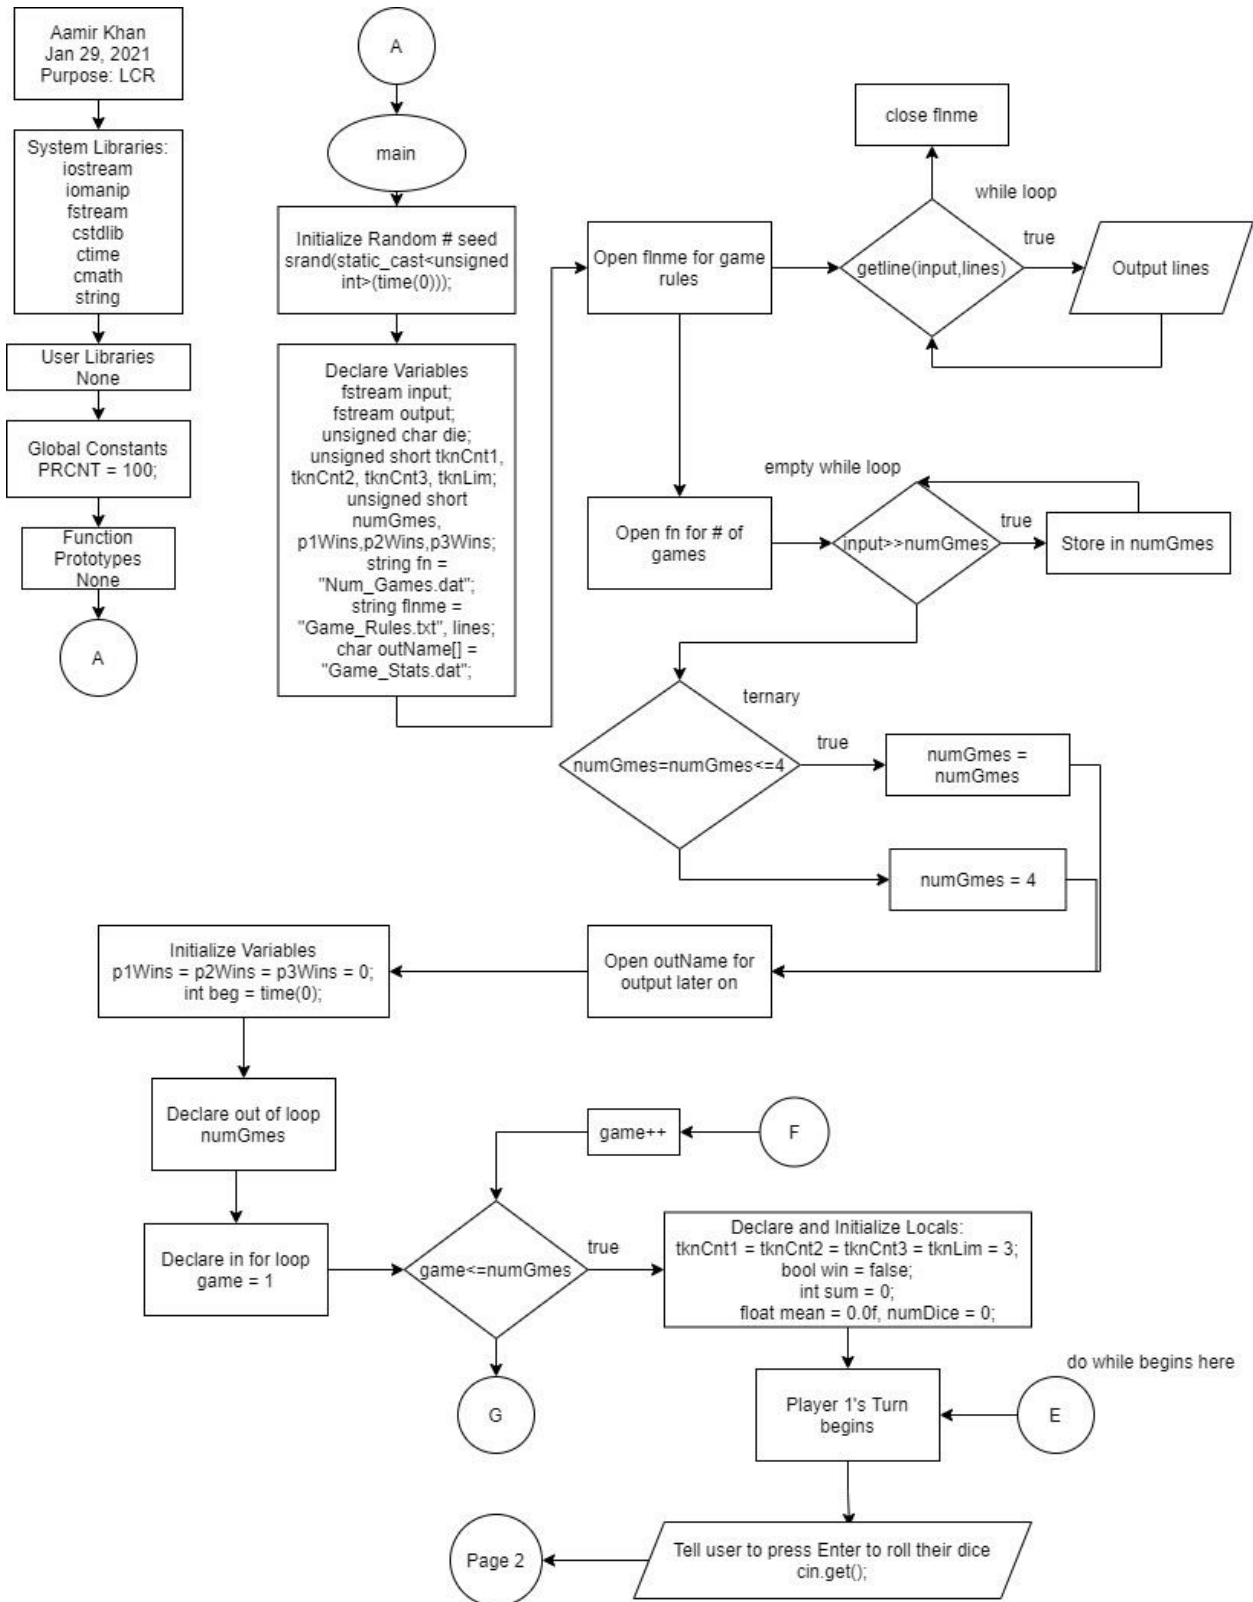 Aamir Khan
Jan 29, 2021
Purpose: LCR
System Libraries:
iostream
iomanip
fstream
cstdlib
ctime
cmath
string
User Libraries
None
Global Constants
PRCNT = 100;
Function
Prototypes
None
A
A
main
Initialize Random # seed
srand(static_cast<unsigned
int>(time(0)));
Declare Variables
fstream input;
fstream output;
unsigned char die;
unsigned short tknCnt1,
tknCnt2, tknCnt3, tknLim;
unsigned short
numGmes,
p1Wins,p2Wins,p3Wins;
string fn =
"Num_Games.dat";
string flnme =
"Game_Rules.txt", lines;
char outName[] =
"Game_Stats.dat";
Open flnme for game
rules
close flnme
while loop
getline(input,lines)
true
Output lines
Open fn for # of
games
empty while loop
input>>numGmes
true
Store in numGmes
ternary
numGmes=numGmes<=4
true
numGmes =
numGmes
numGmes = 4
Open outName for
output later on
Initialize Variables
p1Wins = p2Wins = p3Wins = 0;
int beg = time(0);
Declare out of loop
numGmes
Declare in for loop
game = 1
game++
F
game<=numGmes
true
G
Declare and Initialize Locals:
tknCnt1 = tknCnt2 = tknCnt3 = tknLim = 3;
bool win = false;
int sum = 0;
float mean = 0.0f, numDice = 0;
do while begins here
Player 1's Turn
begins
E
Tell user to press Enter to roll their dice
cin.get();
Page 2